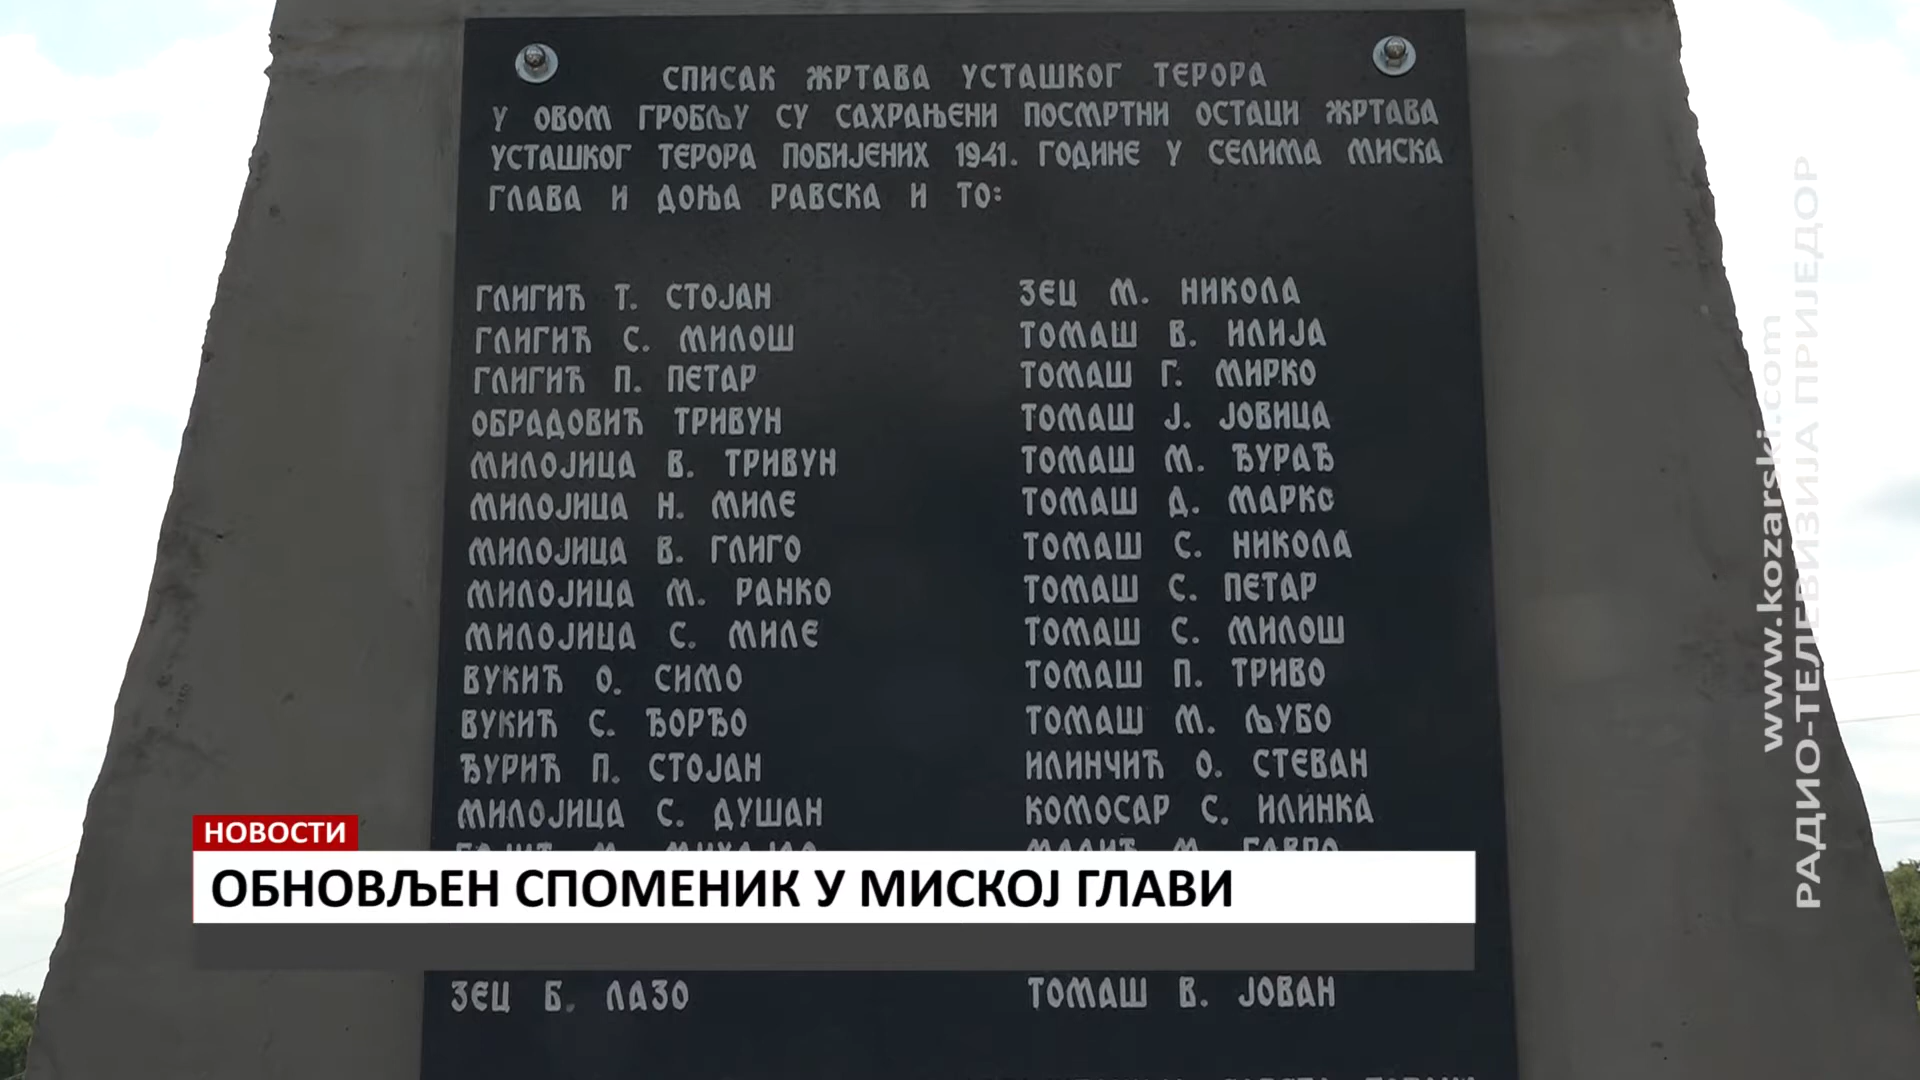 СПИСАК ЖРТАВА УСТАШКОГ ТЕРОРА
У ОВОМ ГРОБЉУ СУ САХРАЊЕНИ ПОСМРТНИ ОСТАЦИ ЖРТАВА
УСТАШКОГ ТЕРОРА ПОБИЈЕНИХ 1941. ГОДИНЕ У СЕЛИМА МИСКА
ГЛАВА И ДОЊА РАВСКА И ТО:
ГЛИГИЋ Т. СТОЈАН
ГЛИГИЋ С. МИЛОШ
ГЛИГИЋ П. ПЕТАР
ОБРАДОВИЋ ТРИВУН
МИЛОЈИЦА В. ТРИВУН
МИЛОЈИЦА Н. МИЛЕ
МИЛОЈИЦА В. ГЛИГО
МИЛОЈИЦА М. РАНКО
МИЛОЈИЦА С. МИЛЕ
ВУКИЋ О. СИМО
ВУКИЋ С. ЂОРЂО
ЂУРИЋ П. СТОЈАН
МИЛОЈИЦА С. ДУШАН
ЗЕЦ Б. ЛАЗО
ЗЕЦ М. НИКОЛА
ТОМАШ В. ИЛИЈА
ТОМАШ Г. МИРКО
ТОМАШ Ј. ЈОВИЦА
ТОМАШ М. ЂУРАЂ
ТОМАШ Д. МАРКО
ТОМАШ С. НИКОЛА
ТОМАШ С. ПЕТАР
ТОМАШ С. МИЛОШ
ТОМАШ П. ТРИВО
ТОМАШ М. ЉУБО
ИЛИНЧИЋ О. СТЕВАН
КОМОСАР С. ИЛИНКА
ТОМАШ В. ЈОВАН
НОВОСТИ
ОБНОВЉЕН СПОМЕНИК У МИСКОЈ ГЛАВИ
www.kozarski.com
РАДИО-ТЕЛЕВИЗИЈА ПРИЈЕДОР